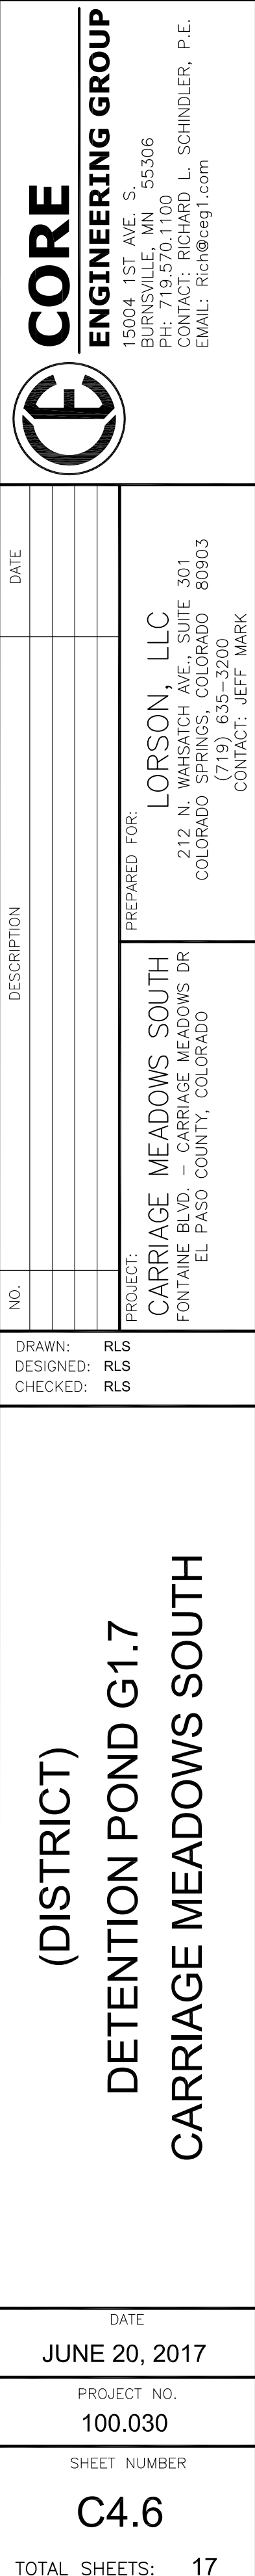 CORE
ENGINEERING GROUP
15004 1ST AVE. S.
BURNSVILLE, MN 55306
PH: 719.570.1100
CONTACT: RICHARD L. SCHINDLER, P.E.
EMAIL: Rich@ceg1.com
NO. DESCRIPTION DATE
PREPARED FOR:
LORSON, LLC
212 N. WAHSATCH AVE., SUITE 301
COLORADO SPRINGS, COLORADO 80903
(719) 635-3200
CONTACT: JEFF MARK
PROJECT:
CARRIAGE MEADOWS SOUTH
FONTAINE BLVD. - CARRIAGE MEADOWS DR
EL PASO COUNTY, COLORADO
DRAWN: RLS
DESIGNED: RLS
CHECKED: RLS
(DISTRICT)
DETENTION POND G1.7
CARRIAGE MEADOWS SOUTH
DATE
JUNE 20, 2017
PROJECT NO.
100.030
SHEET NUMBER
C4.6
TOTAL SHEETS: 17